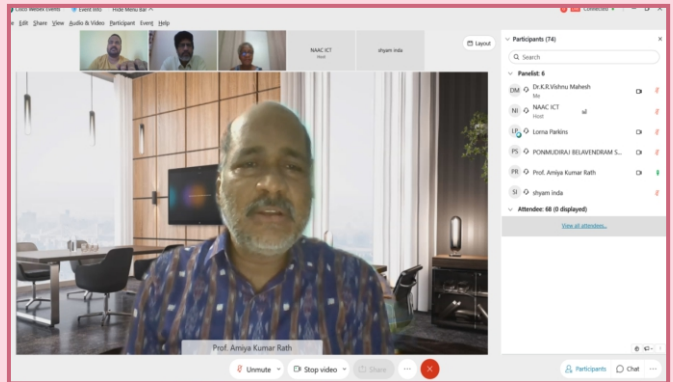 Cisco Webex Events Event Info Hide Menu Bar Connected
File Edit Share View Audio & Video Participant Event Help
NAAC ICT
Host
shyam inda
Layout
Prof. Amiya Kumar Rath
Unmute
Stop video
Share
Participants (74)
Search
Panelist: 6
DM Dr.K.R.Vishnu Mahesh
Me
NI NAAC ICT
Host
LP Lorna Parkins
PS PONMUDIRAJ BELAVENDRAM S...
PR Prof. Amiya Kumar Rath
SI shyam inda
Attendee: 68 (0 displayed)
View all attendees...
Participants
Chat